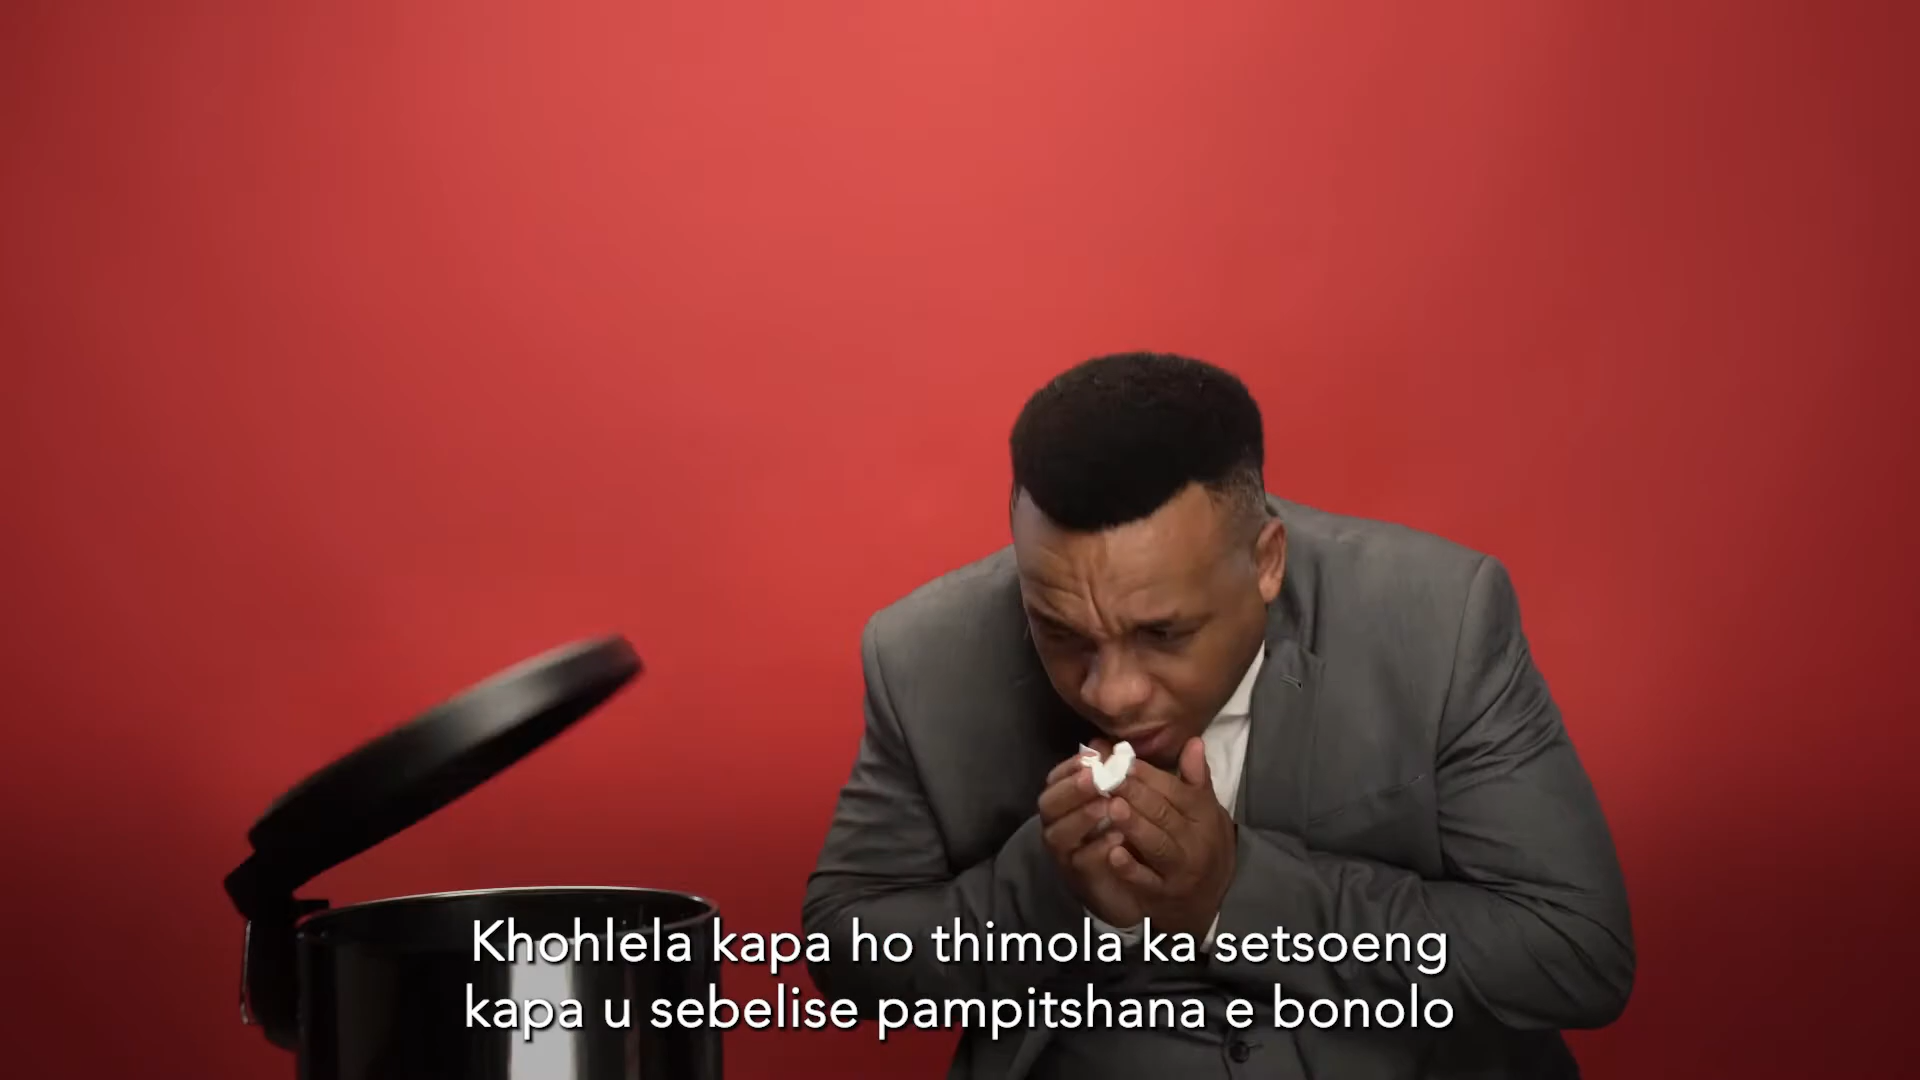 Khohlela kapa ho thimola ka setsoeng
kapa u sebelise pampitshana e bonolo